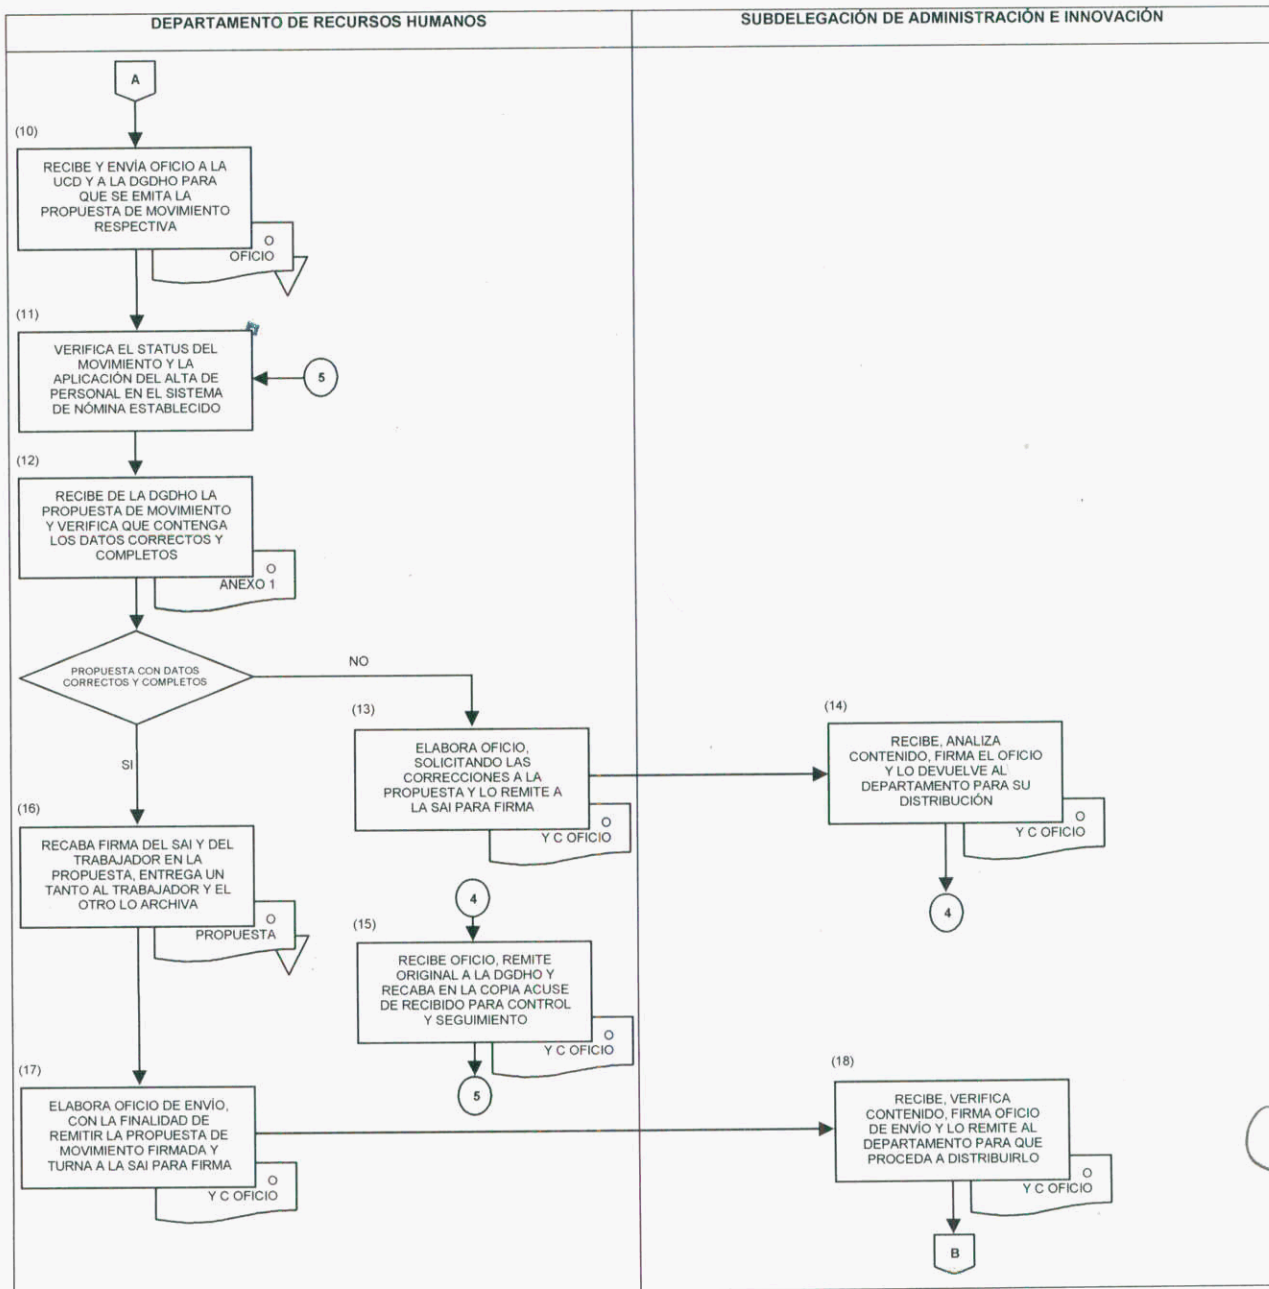 DEPARTAMENTO DE RECURSOS HUMANOS
SUBDELEGACIÓN DE ADMINISTRACIÓN E INNOVACIÓN
A
(10)
RECIBE Y ENVÍA OFICIO A LA
UCD Y A LA DGDHO PARA
QUE SE EMITA LA
PROPUESTA DE MOVIMIENTO
RESPECTIVA
O
OFICIO
(11)
VERIFICA EL STATUS DEL
MOVIMIENTO Y LA
APLICACIÓN DEL ALTA DE
PERSONAL EN EL SISTEMA
DE NÓMINA ESTABLECIDO
5
(12)
RECIBE DE LA DGDHO LA
PROPUESTA DE MOVIMIENTO
Y VERIFICA QUE CONTENGA
LOS DATOS CORRECTOS Y
COMPLETOS
O
ANEXO 1
PROPUESTA CON DATOS
CORRECTOS Y COMPLETOS
NO
SI
(13)
ELABORA OFICIO,
SOLICITANDO LAS
CORRECCIONES A LA
PROPUESTA Y LO REMITE A
LA SAI PARA FIRMA
O
Y C OFICIO
(14)
RECIBE, ANALIZA
CONTENIDO, FIRMA EL OFICIO
Y LO DEVUELVE AL
DEPARTAMENTO PARA SU
DISTRIBUCIÓN
O
Y C OFICIO
4
4
(15)
RECIBE OFICIO, REMITE
ORIGINAL A LA DGDHO Y
RECABA EN LA COPIA ACUSE
DE RECIBIDO PARA CONTROL
Y SEGUIMIENTO
O
Y C OFICIO
5
(16)
RECABA FIRMA DEL SAI Y DEL
TRABAJADOR EN LA
PROPUESTA, ENTREGA UN
TANTO AL TRABAJADOR Y EL
OTRO LO ARCHIVA
O
PROPUESTA
(17)
ELABORA OFICIO DE ENVÍO,
CON LA FINALIDAD DE
REMITIR LA PROPUESTA DE
MOVIMIENTO FIRMADA Y
TURNA A LA SAI PARA FIRMA
O
Y C OFICIO
(18)
RECIBE, VERIFICA
CONTENIDO, FIRMA OFICIO
DE ENVÍO Y LO REMITE AL
DEPARTAMENTO PARA QUE
PROCEDA A DISTRIBUIRLO
O
Y C OFICIO
B